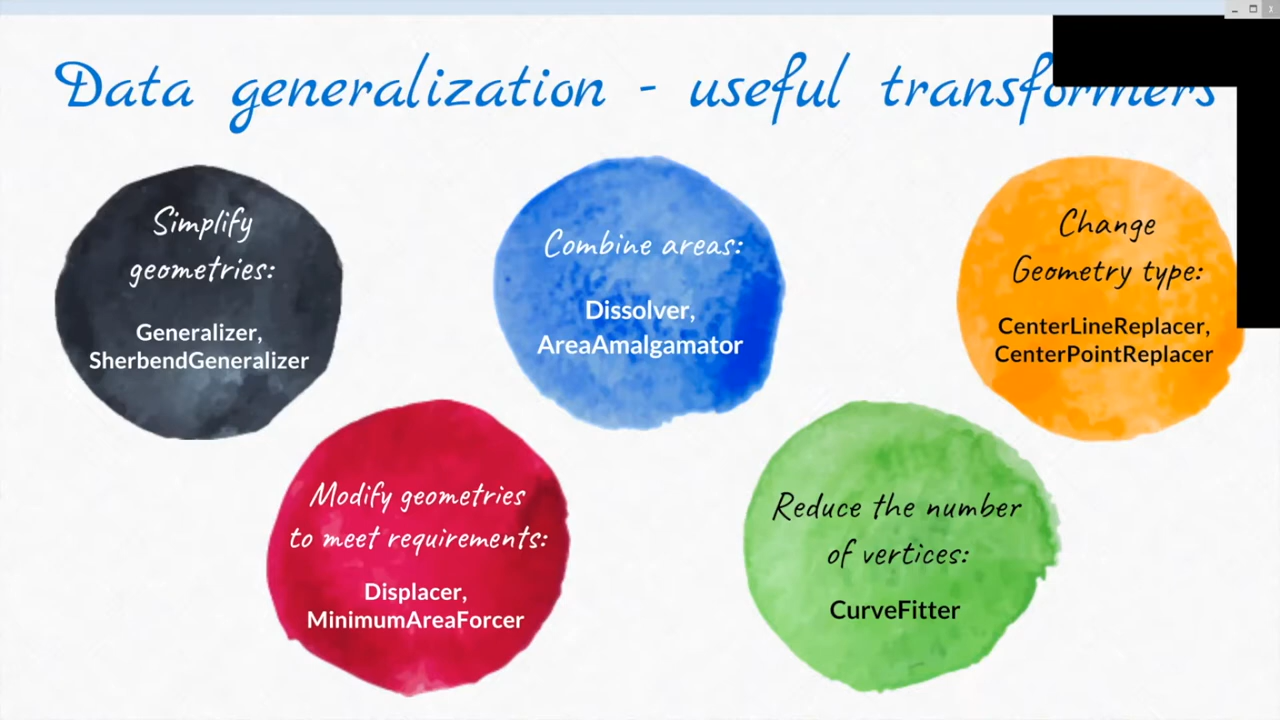 Data generalization - useful transformers
Simplify
geometries:
Generalizer,
SherbendGeneralizer
Combine areas:
Dissolver,
AreaAmalgamator
Change
Geometry type:
CenterLineReplacer,
CenterPointReplacer
Modify geometries
to meet requirements:
Displacer,
MinimumAreaForcer
Reduce the number
of vertices:
CurveFitter